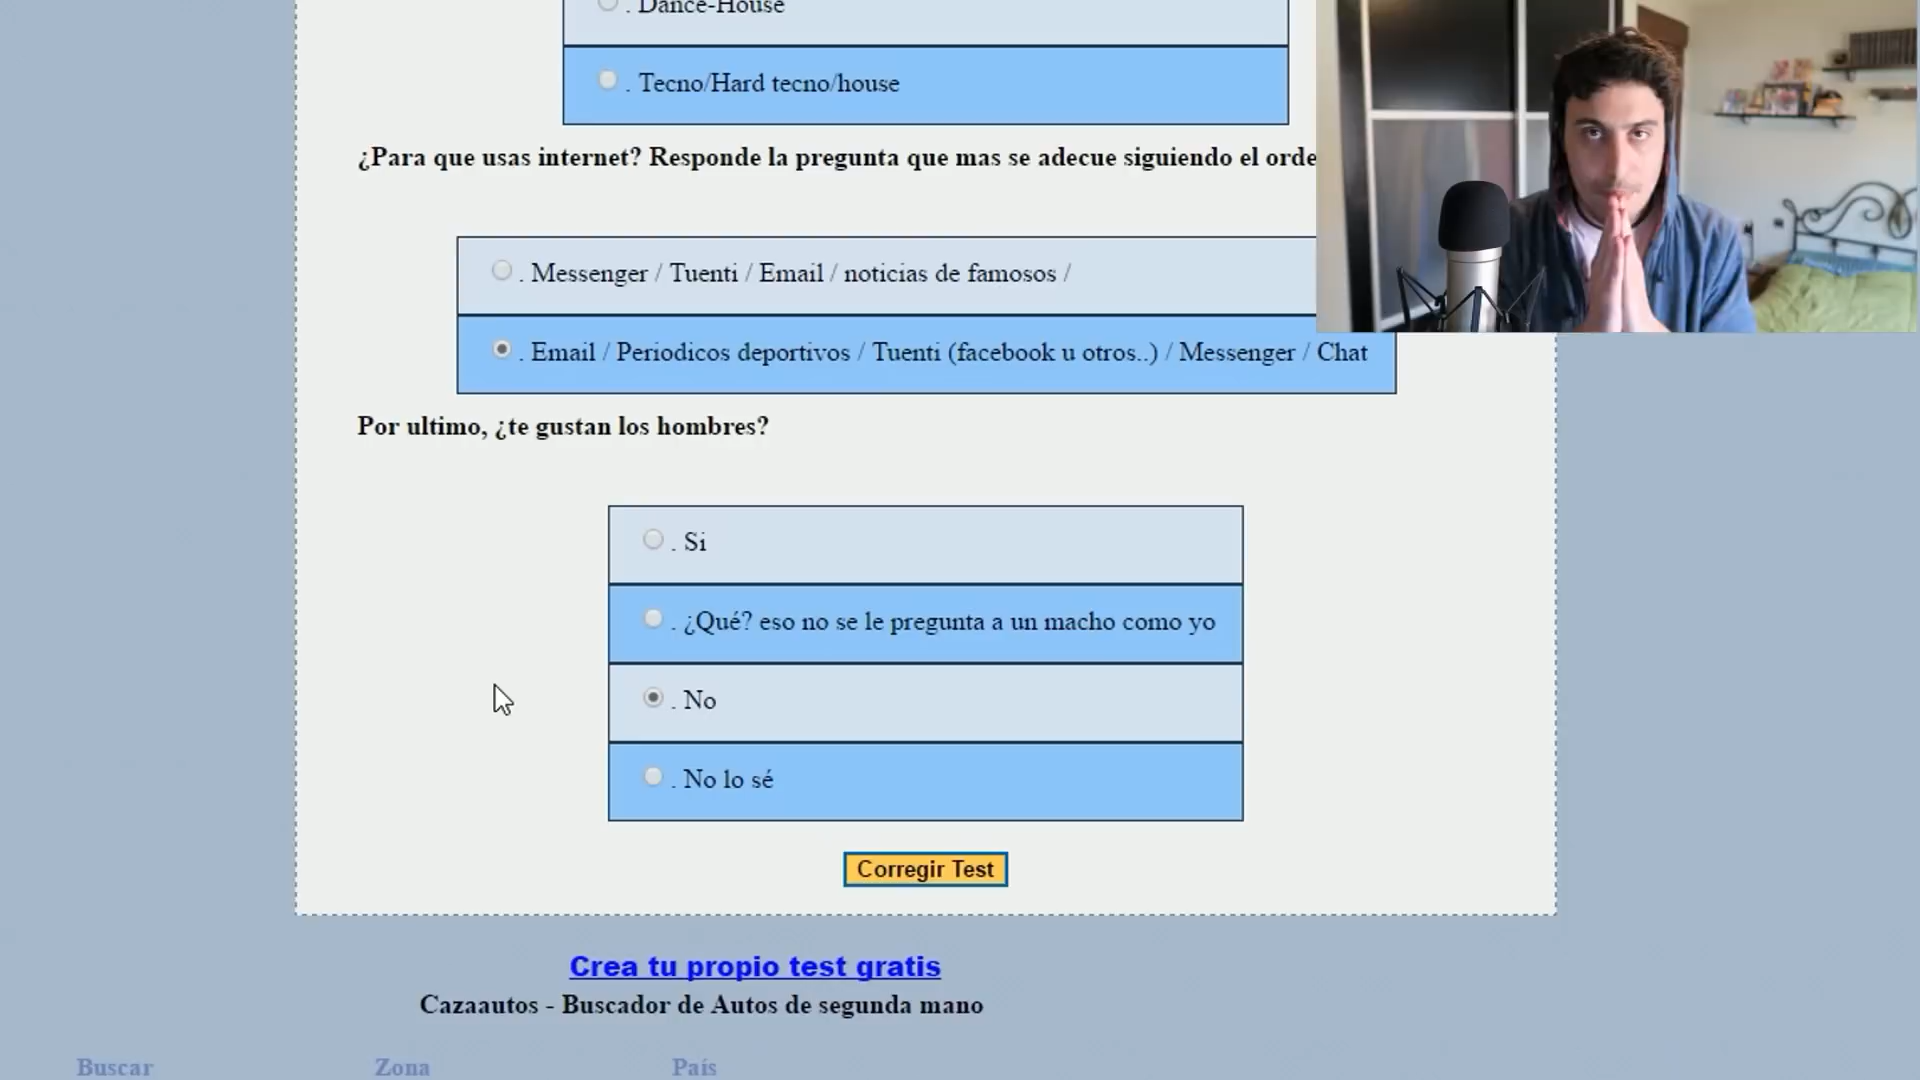 . Dance-House
. Tecno/Hard tecno/house
¿Para que usas internet? Responde la pregunta que mas se adecue siguiendo el
. Messenger / Tuenti / Email / noticias de famosos /
. Email / Periodicos deportivos / Tuenti (facebook u otros..) / Messenger / Chat
Por ultimo, ¿te gustan los hombres?
. Si
. ¿Qué? eso no se le pregunta a un macho como yo
. No
. No lo sé
Corregir Test
Crea tu propio test gratis
Cazaautos - Buscador de Autos de segunda mano
Buscar Zona País